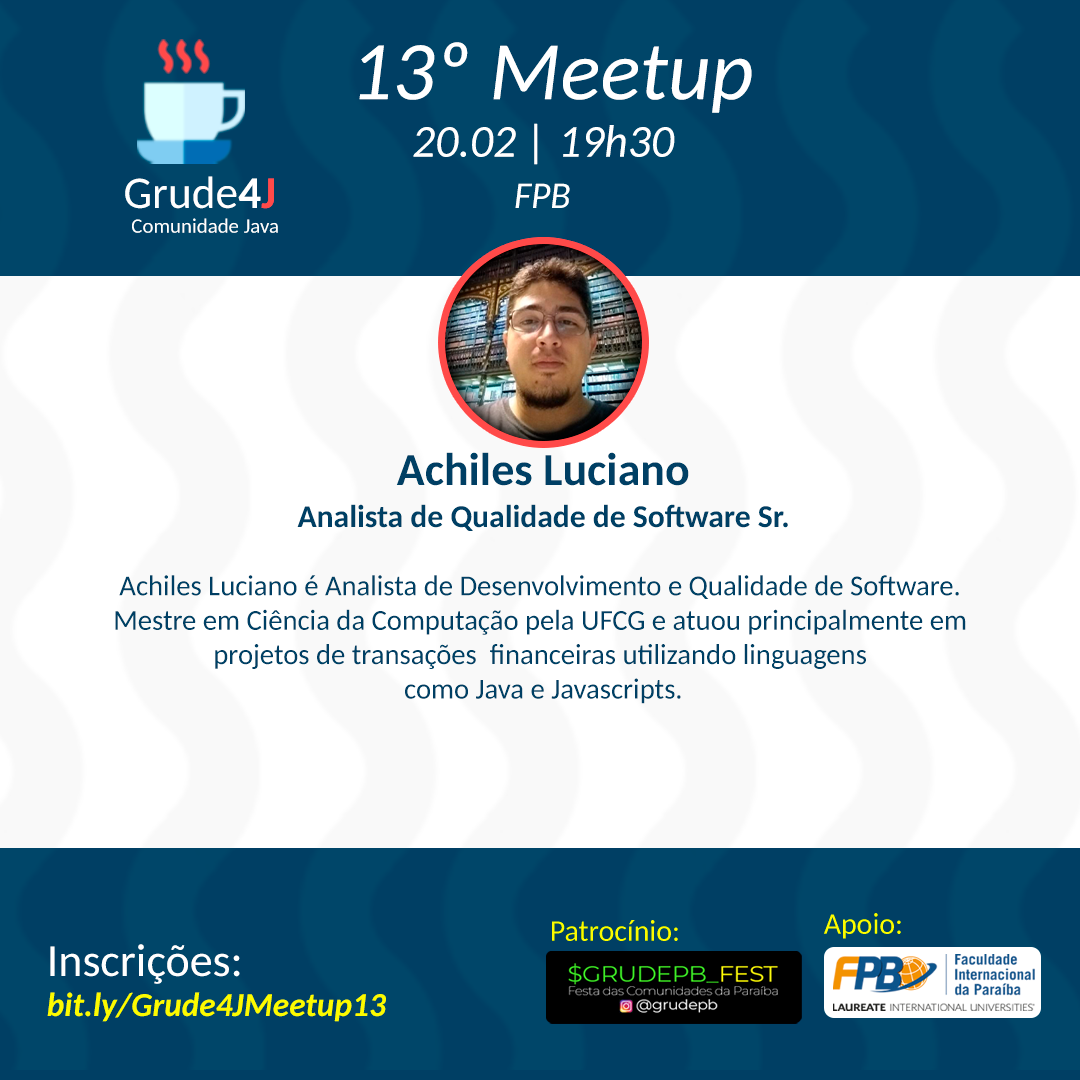 13º Meetup
20.02 | 19h30
FPB
Grude4J
Comunidade Java
Achiles Luciano
Analista de Qualidade de Software Sr.
Achiles Luciano é Analista de Desenvolvimento e Qualidade de Software.
Mestre em Ciência da Computação pela UFCG e atuou principalmente em
projetos de transações financeiras utilizando linguagens
como Java e Javascripts.
Inscrições:
bit.ly/Grude4JMeetup13
Patrocínio:
$GRUDEPB_FEST
Festa das Comunidades da Paraíba
@grudepb
Apoio:
FPB
Faculdade
Internacional
da Paraíba
LAUREATE INTERNATIONAL UNIVERSITIES